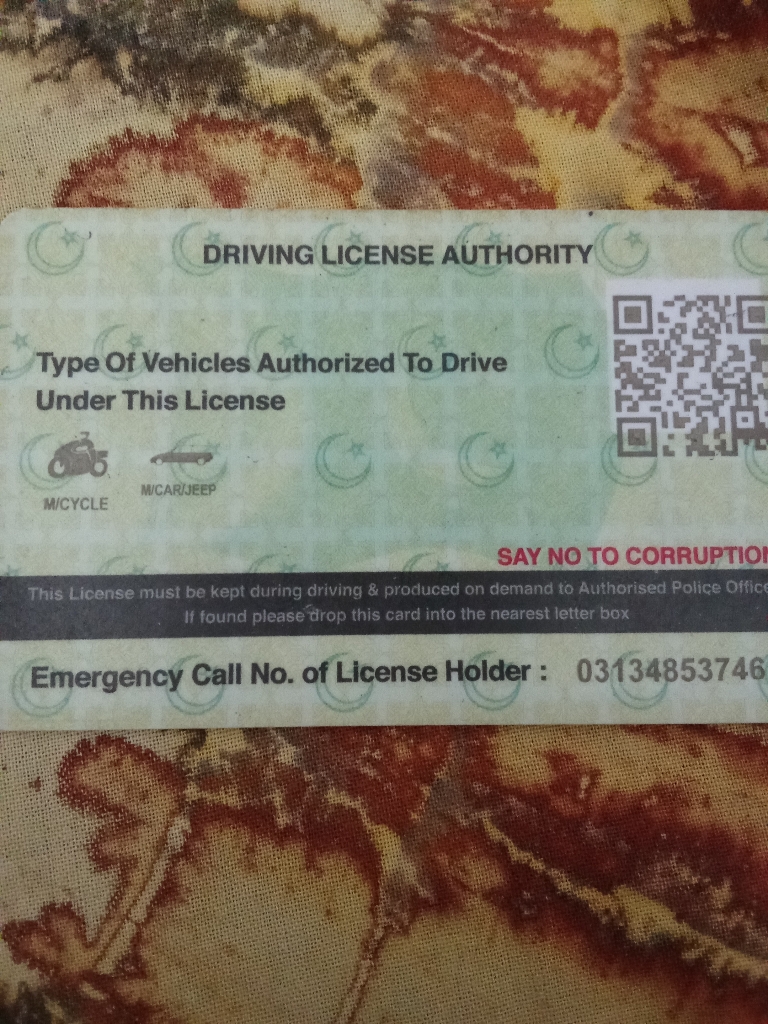 DRIVING LICENSE AUTHORITY
Type Of Vehicles Authorized To Drive
Under This License
M/CYCLE
M/CAR/JEEP
SAY NO TO CORRUPTION
This License must be kept during driving & produced on demand to Authorised Police Office
If found please drop this card into the nearest letter box
Emergency Call No. of License Holder : 03134853746